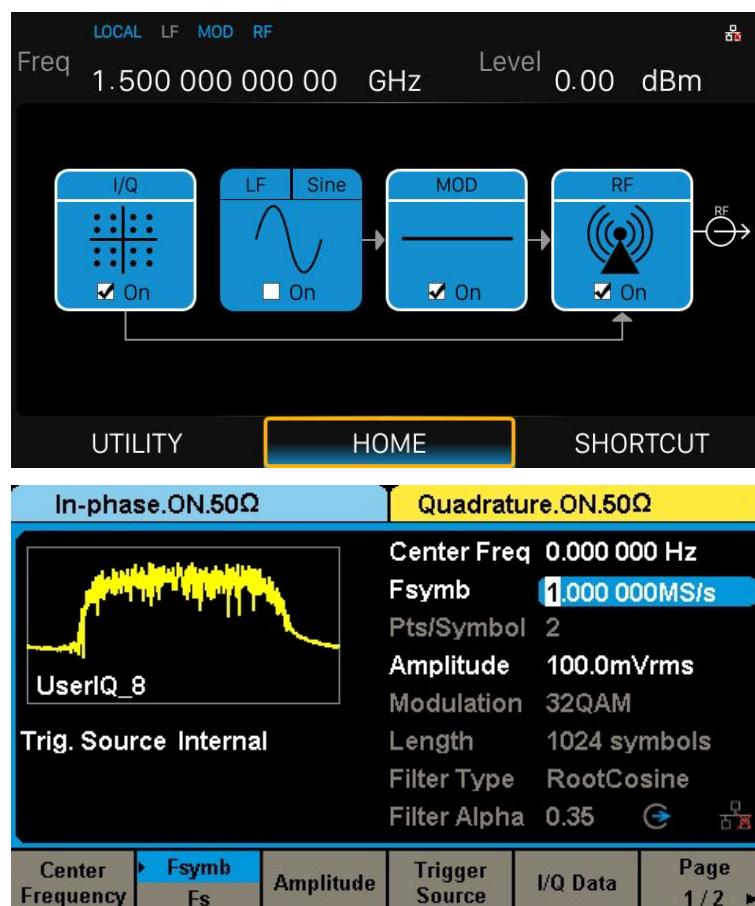 LOCAL LF MOD RF
Freq 1.500 000 000 00 GHz Level 0.00 dBm
I/Q LF Sine MOD RF
RF
On On On On
UTILITY HOME SHORTCUT
In-phase.ON.50Ω Quadrature.ON.50Ω
Center Freq 0.000 000 Hz
Fsymb 1.000 000MS/s
Pts/Symbol 2
Amplitude 100.0mVrms
UserIQ_8
Modulation 32QAM
Trig. Source Internal
Length 1024 symbols
Filter Type RootCosine
Filter Alpha 0.35
Center Frequency Fsymb Fs Amplitude Trigger Source I/Q Data Page 1/2